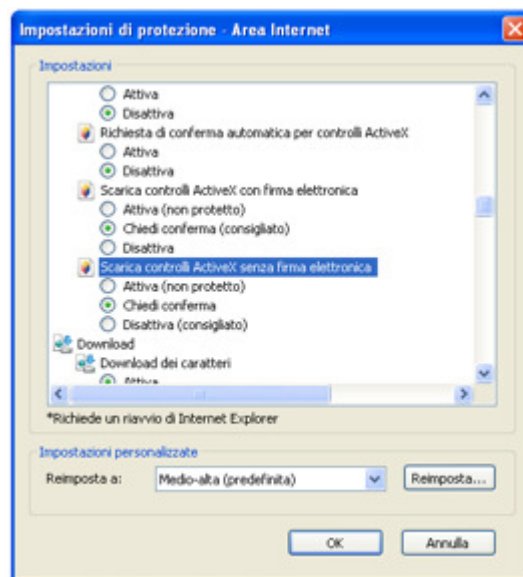 Impostazioni di protezione - Area Internet
Impostazioni
Attiva
Disattiva
Richiesta di conferma automatica per controlli ActiveX
Attiva
Disattiva
Scarica controlli ActiveX con firma elettronica
Attiva (non protetto)
Chiedi conferma (consigliato)
Disattiva
Scarica controlli ActiveX senza firma elettronica
Attiva (non protetto)
Chiedi conferma
Disattiva (consigliato)
Download
Download dei caratteri
Attiva
*Richiede un riavvio di Internet Explorer
Impostazioni personalizzate
Reimposta a: Medio-alta (predefinita) Reimposta...
OK Annulla